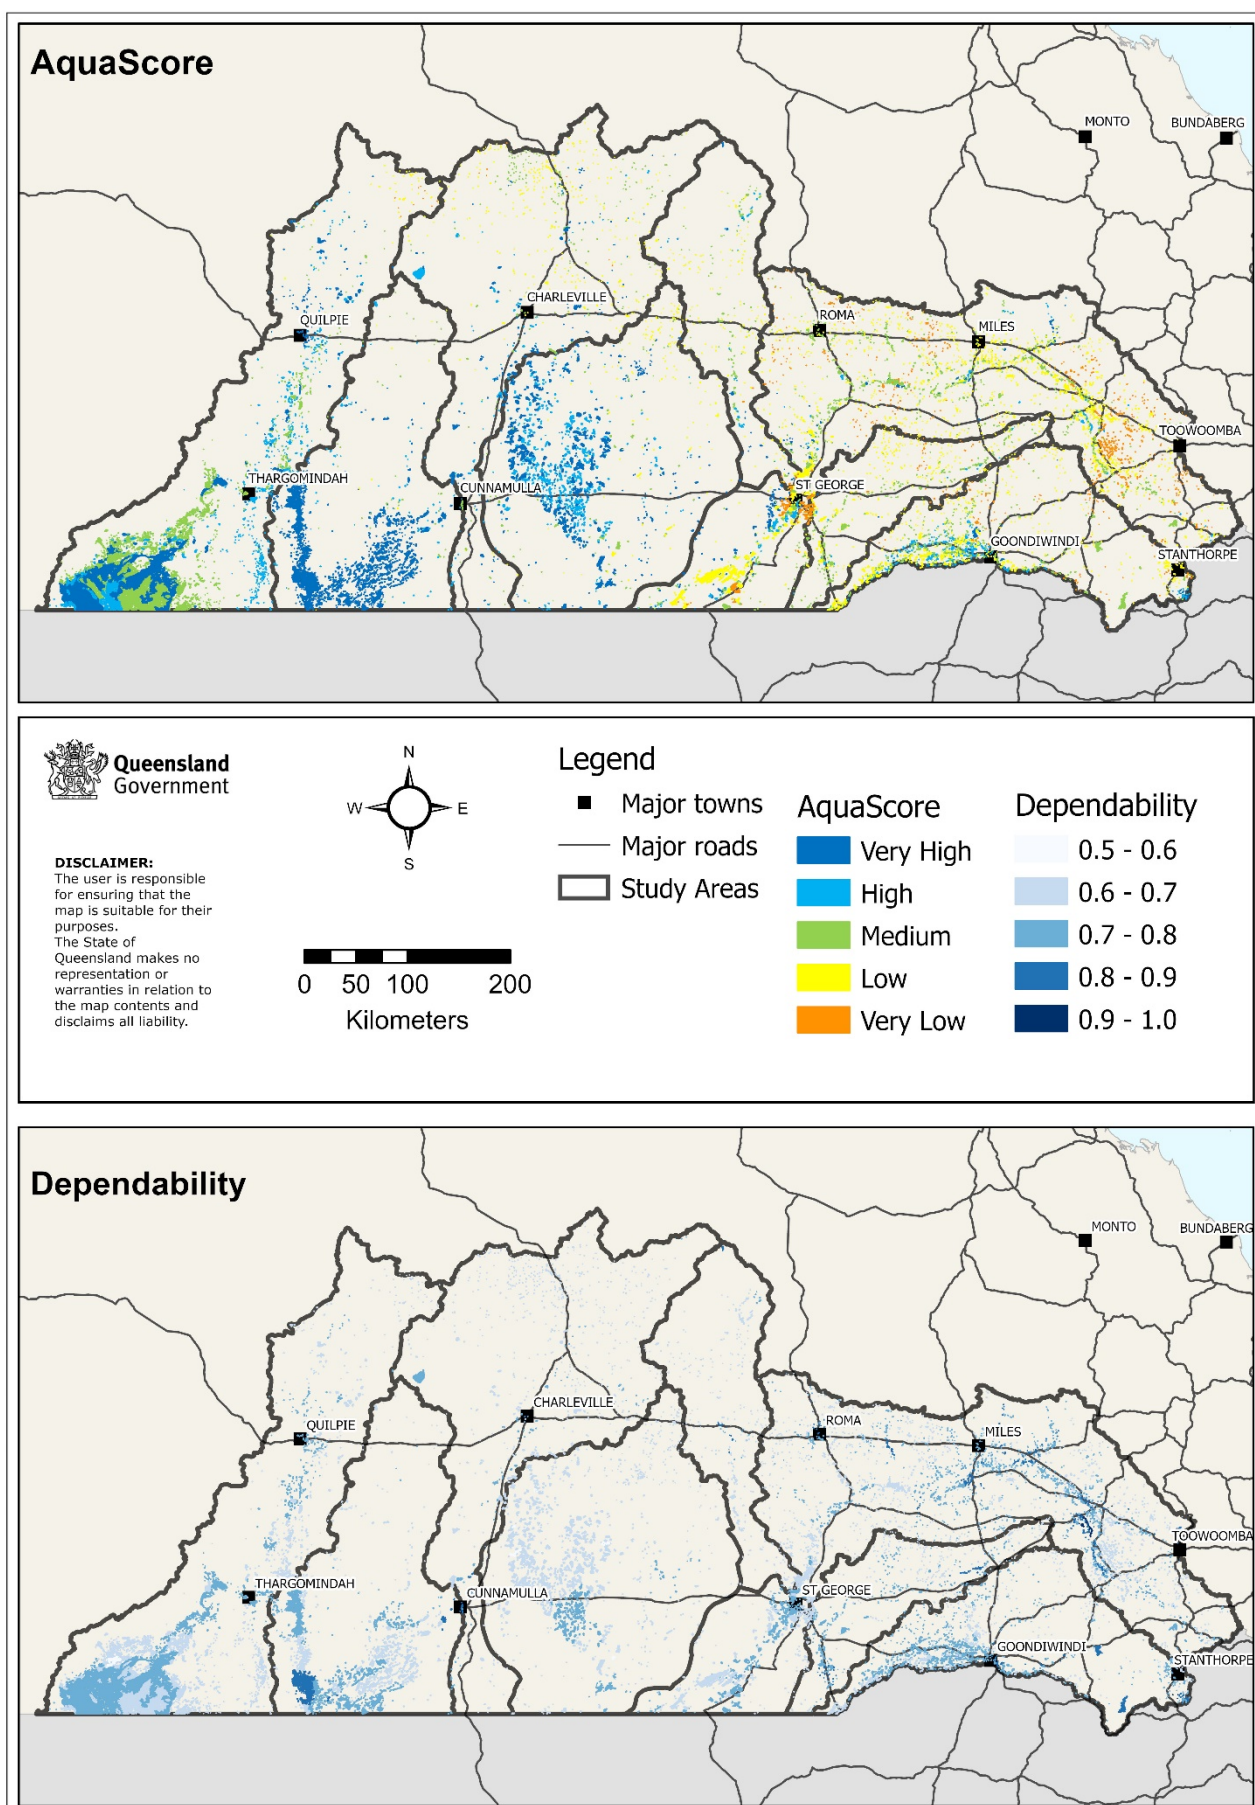 AquaScore
MONTO
BUNDABERG
CHARLEVILLE
QUILPIE
ROMA
MILES
TOOWOOMBA
THARGOMINDAH
CUNNAMULLA
ST GEORGE
GOONDIWINDI
STANTHORPE
Queensland
Government
DISCLAIMER:
The user is responsible
for ensuring that the
map is suitable for their
purposes.
The State of
Queensland makes no
representation or
warranties in relation to
the map contents and
disclaims all liability.
N
W
E
S
0 50 100 200
Kilometers
Legend
Major towns
Major roads
Study Areas
AquaScore
Very High
High
Medium
Low
Very Low
Dependability
0.5 - 0.6
0.6 - 0.7
0.7 - 0.8
0.8 - 0.9
0.9 - 1.0
Dependability
MONTO
BUNDABERG
CHARLEVILLE
QUILPIE
ROMA
MILES
TOOWOOMBA
THARGOMINDAH
CUNNAMULLA
ST GEORGE
GOONDIWINDI
STANTHORPE